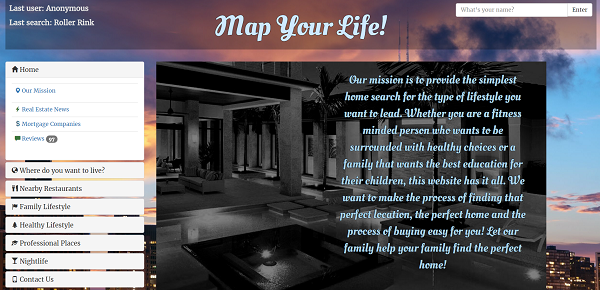 Last user: Anonymous
Last search: Roller Rink
Map Your Life!
What's your name?
Enter
Home
Our Mission
Real Estate News
Mortgage Companies
Reviews
Where do you want to live?
Nearby Restaurants
Family Lifestyle
Healthy Lifestyle
Professional Places
Nightlife
Contact Us
Our mission is to provide the simplest
home search for the type of lifestyle you
want to lead. Whether you are a fitness
minded person who wants to be
surrounded with healthy choices or a
family that wants the best education for
their children, this website has it all. We
want to make the process of finding that
perfect location, the perfect home and the
process of buying easy for you! Let our
family help your family find the perfect
home!